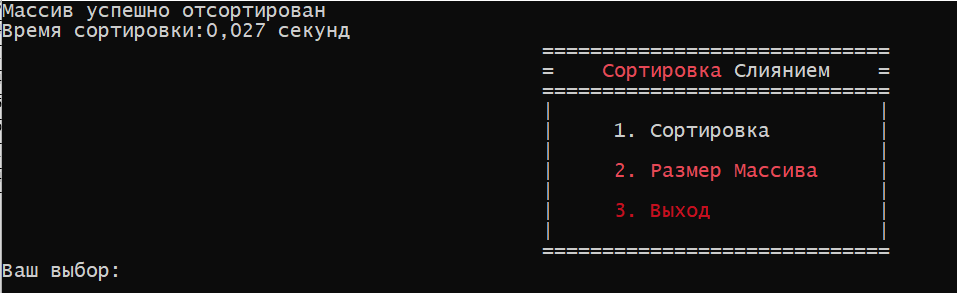 Массив успешно отсортирован
Время сортировки:0,027 секунд
=============================
=    Сортировка Слиянием    =
=============================
|                           |
|     1. Сортировка         |
|                           |
|     2. Размер Массива     |
|                           |
|     3. Выход              |
|                           |
=============================
Ваш выбор: